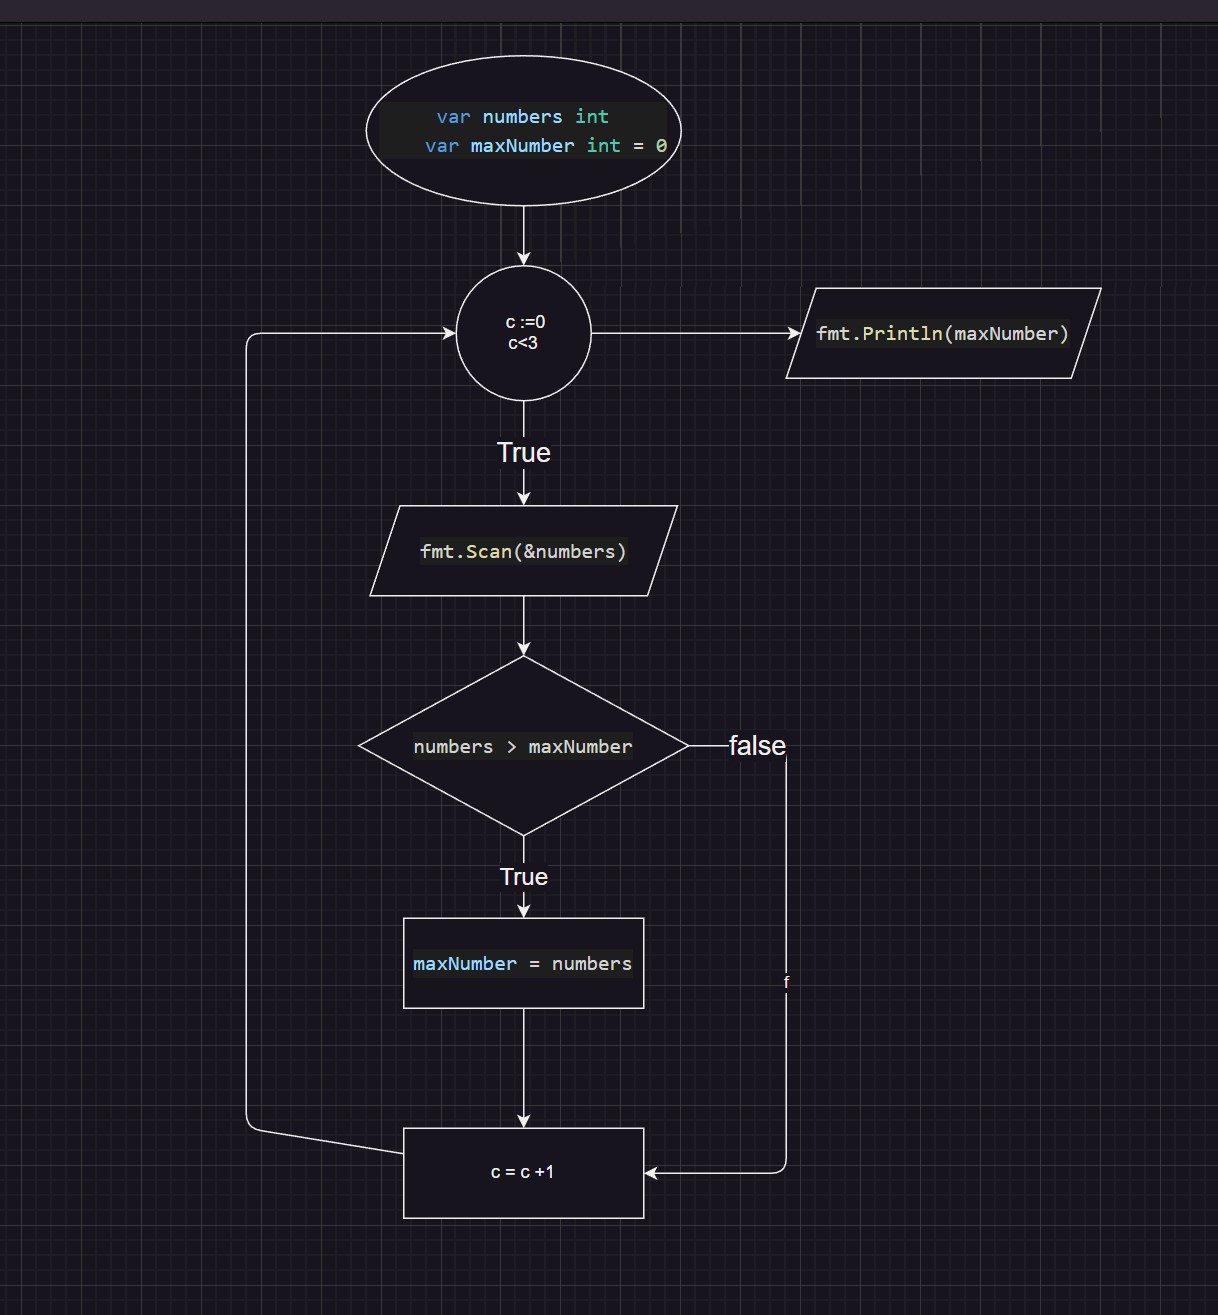 var numbers int
var maxNumber int = 0
c :=0
c<3
fmt.Println(maxNumber)
True
fmt.Scan(&numbers)
numbers > maxNumber
false
True
maxNumber = numbers
f
c = c +1